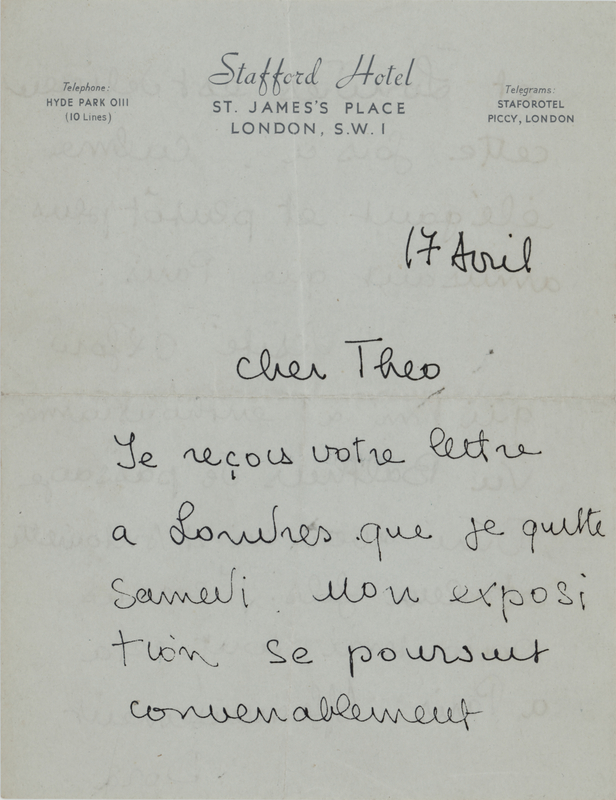 Stafford Hotel
ST. JAMES'S PLACE
LONDON, S.W. 1
Telephone:
HYDE PARK 0111
(10 Lines)
Telegrams:
STAFOROTEL
PICCY, LONDON
17 Avril
cher Theo
Je reçois votre lettre
a Londres que je quitte
Samedi. Mon exposi
tion se poursuit
convenablement